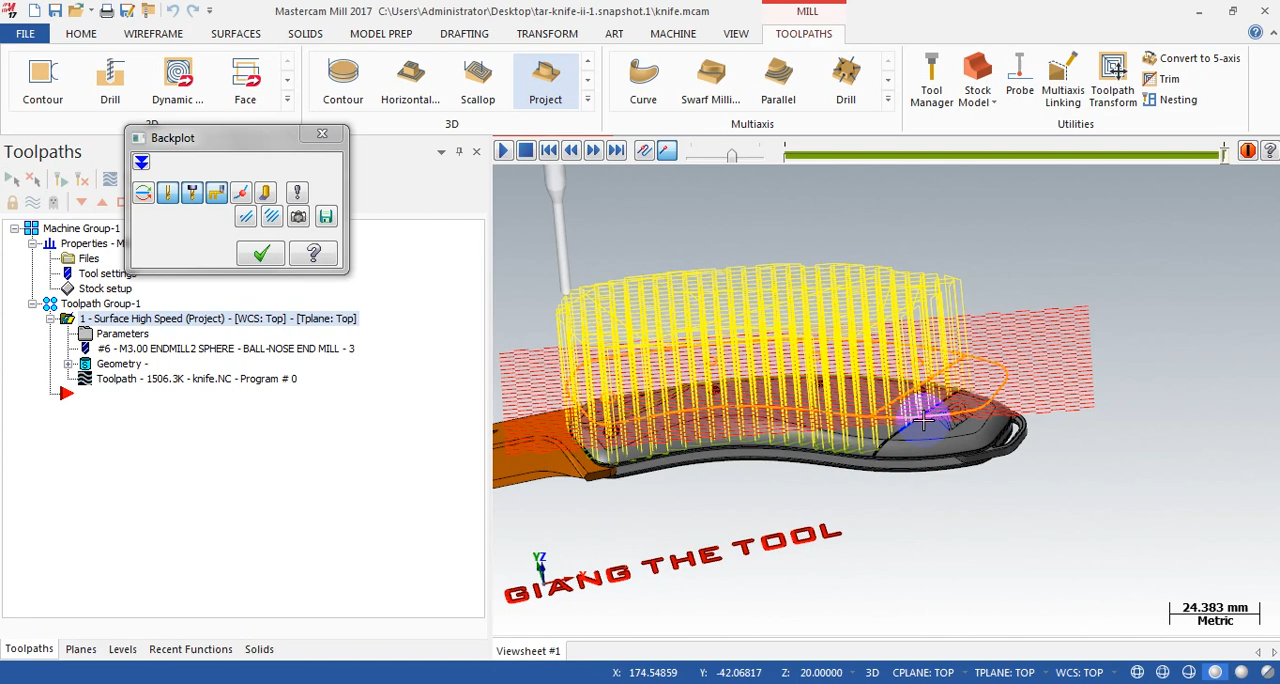 Mastercam Mill 2017 C:\Users\Administrator\Desktop\tar-knife-ii-1.snapshot.1\knife.mcam
MILL
FILE HOME WIREFRAME SURFACES SOLIDS MODEL PREP DRAFTING TRANSFORM ART MACHINE VIEW TOOLPATHS
Contour Drill Dynamic ... Face
2D
Contour Horizontal... Scallop Project
3D
Curve Swarf Milli... Parallel Drill
Multiaxis
Tool Manager Stock Model Probe Multiaxis Linking Toolpath Transform
Convert to 5-axis
Trim
Nesting
Utilities
Toolpaths
Backplot
Machine Group-1
Properties - M
Files
Tool settings
Stock setup
Toolpath Group-1
1 - Surface High Speed (Project) - [WCS: Top] - [Tplane: Top]
Parameters
#6 - M3.00 ENDMILL2 SPHERE - BALL-NOSE END MILL - 3
Geometry -
Toolpath - 1506.3K - knife.NC - Program # 0
YZ
X
GIANG THE TOOL
24.383 mm
Metric
Toolpaths Planes Levels Recent Functions Solids
Viewsheet #1
X: 174.54859 Y: -42.06817 Z: 20.00000 3D CPLANE: TOP TPLANE: TOP WCS: TOP